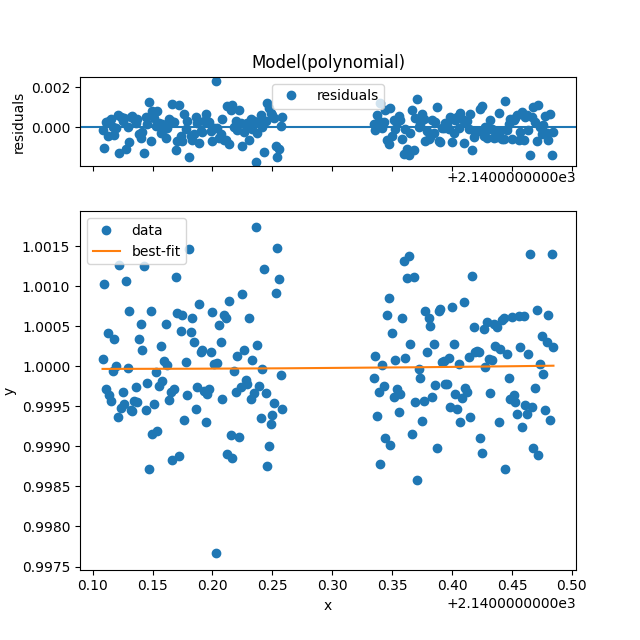 Model(polynomial)
0.002
0.000
residuals
residuals
+2.1400000000e3
data
best-fit
1.0015
1.0010
1.0005
1.0000
0.9995
0.9990
0.9985
0.9980
0.9975
y
0.10 0.15 0.20 0.25 0.30 0.35 0.40 0.45 0.50
x
+2.1400000000e3